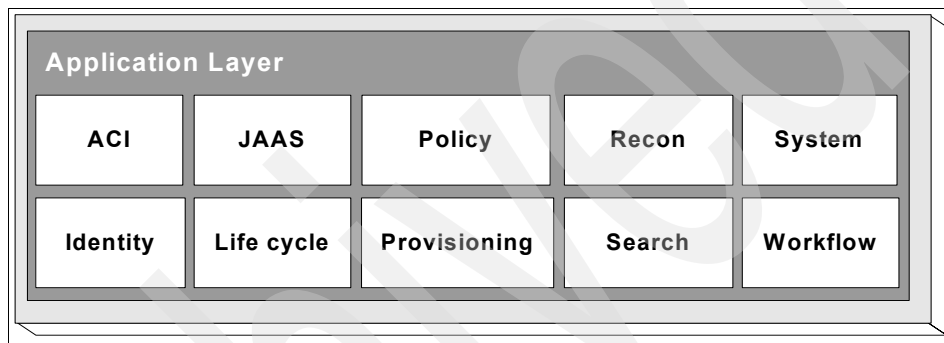 Application Layer
ACI JAAS Policy Recon System
Identity Life cycle Provisioning Search Workflow